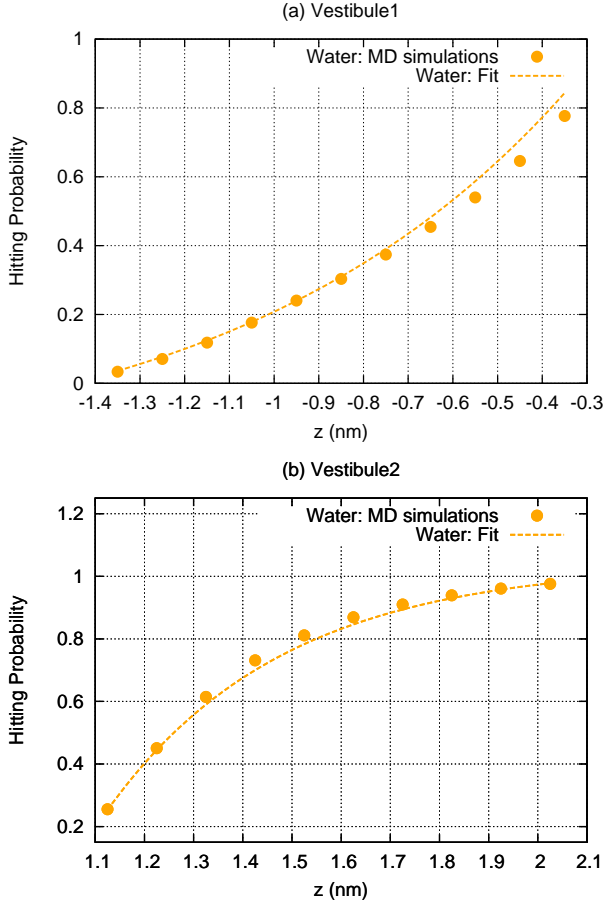 (a) Vestibule1
Water: MD simulations
Water: Fit
Hitting Probability
1
0.8
0.6
0.4
0.2
0
-1.4 -1.3 -1.2 -1.1 -1 -0.9 -0.8 -0.7 -0.6 -0.5 -0.4 -0.3
z (nm)
(b) Vestibule2
Water: MD simulations
Water: Fit
Hitting Probability
1.2
1
0.8
0.6
0.4
0.2
1.1 1.2 1.3 1.4 1.5 1.6 1.7 1.8 1.9 2 2.1
z (nm)